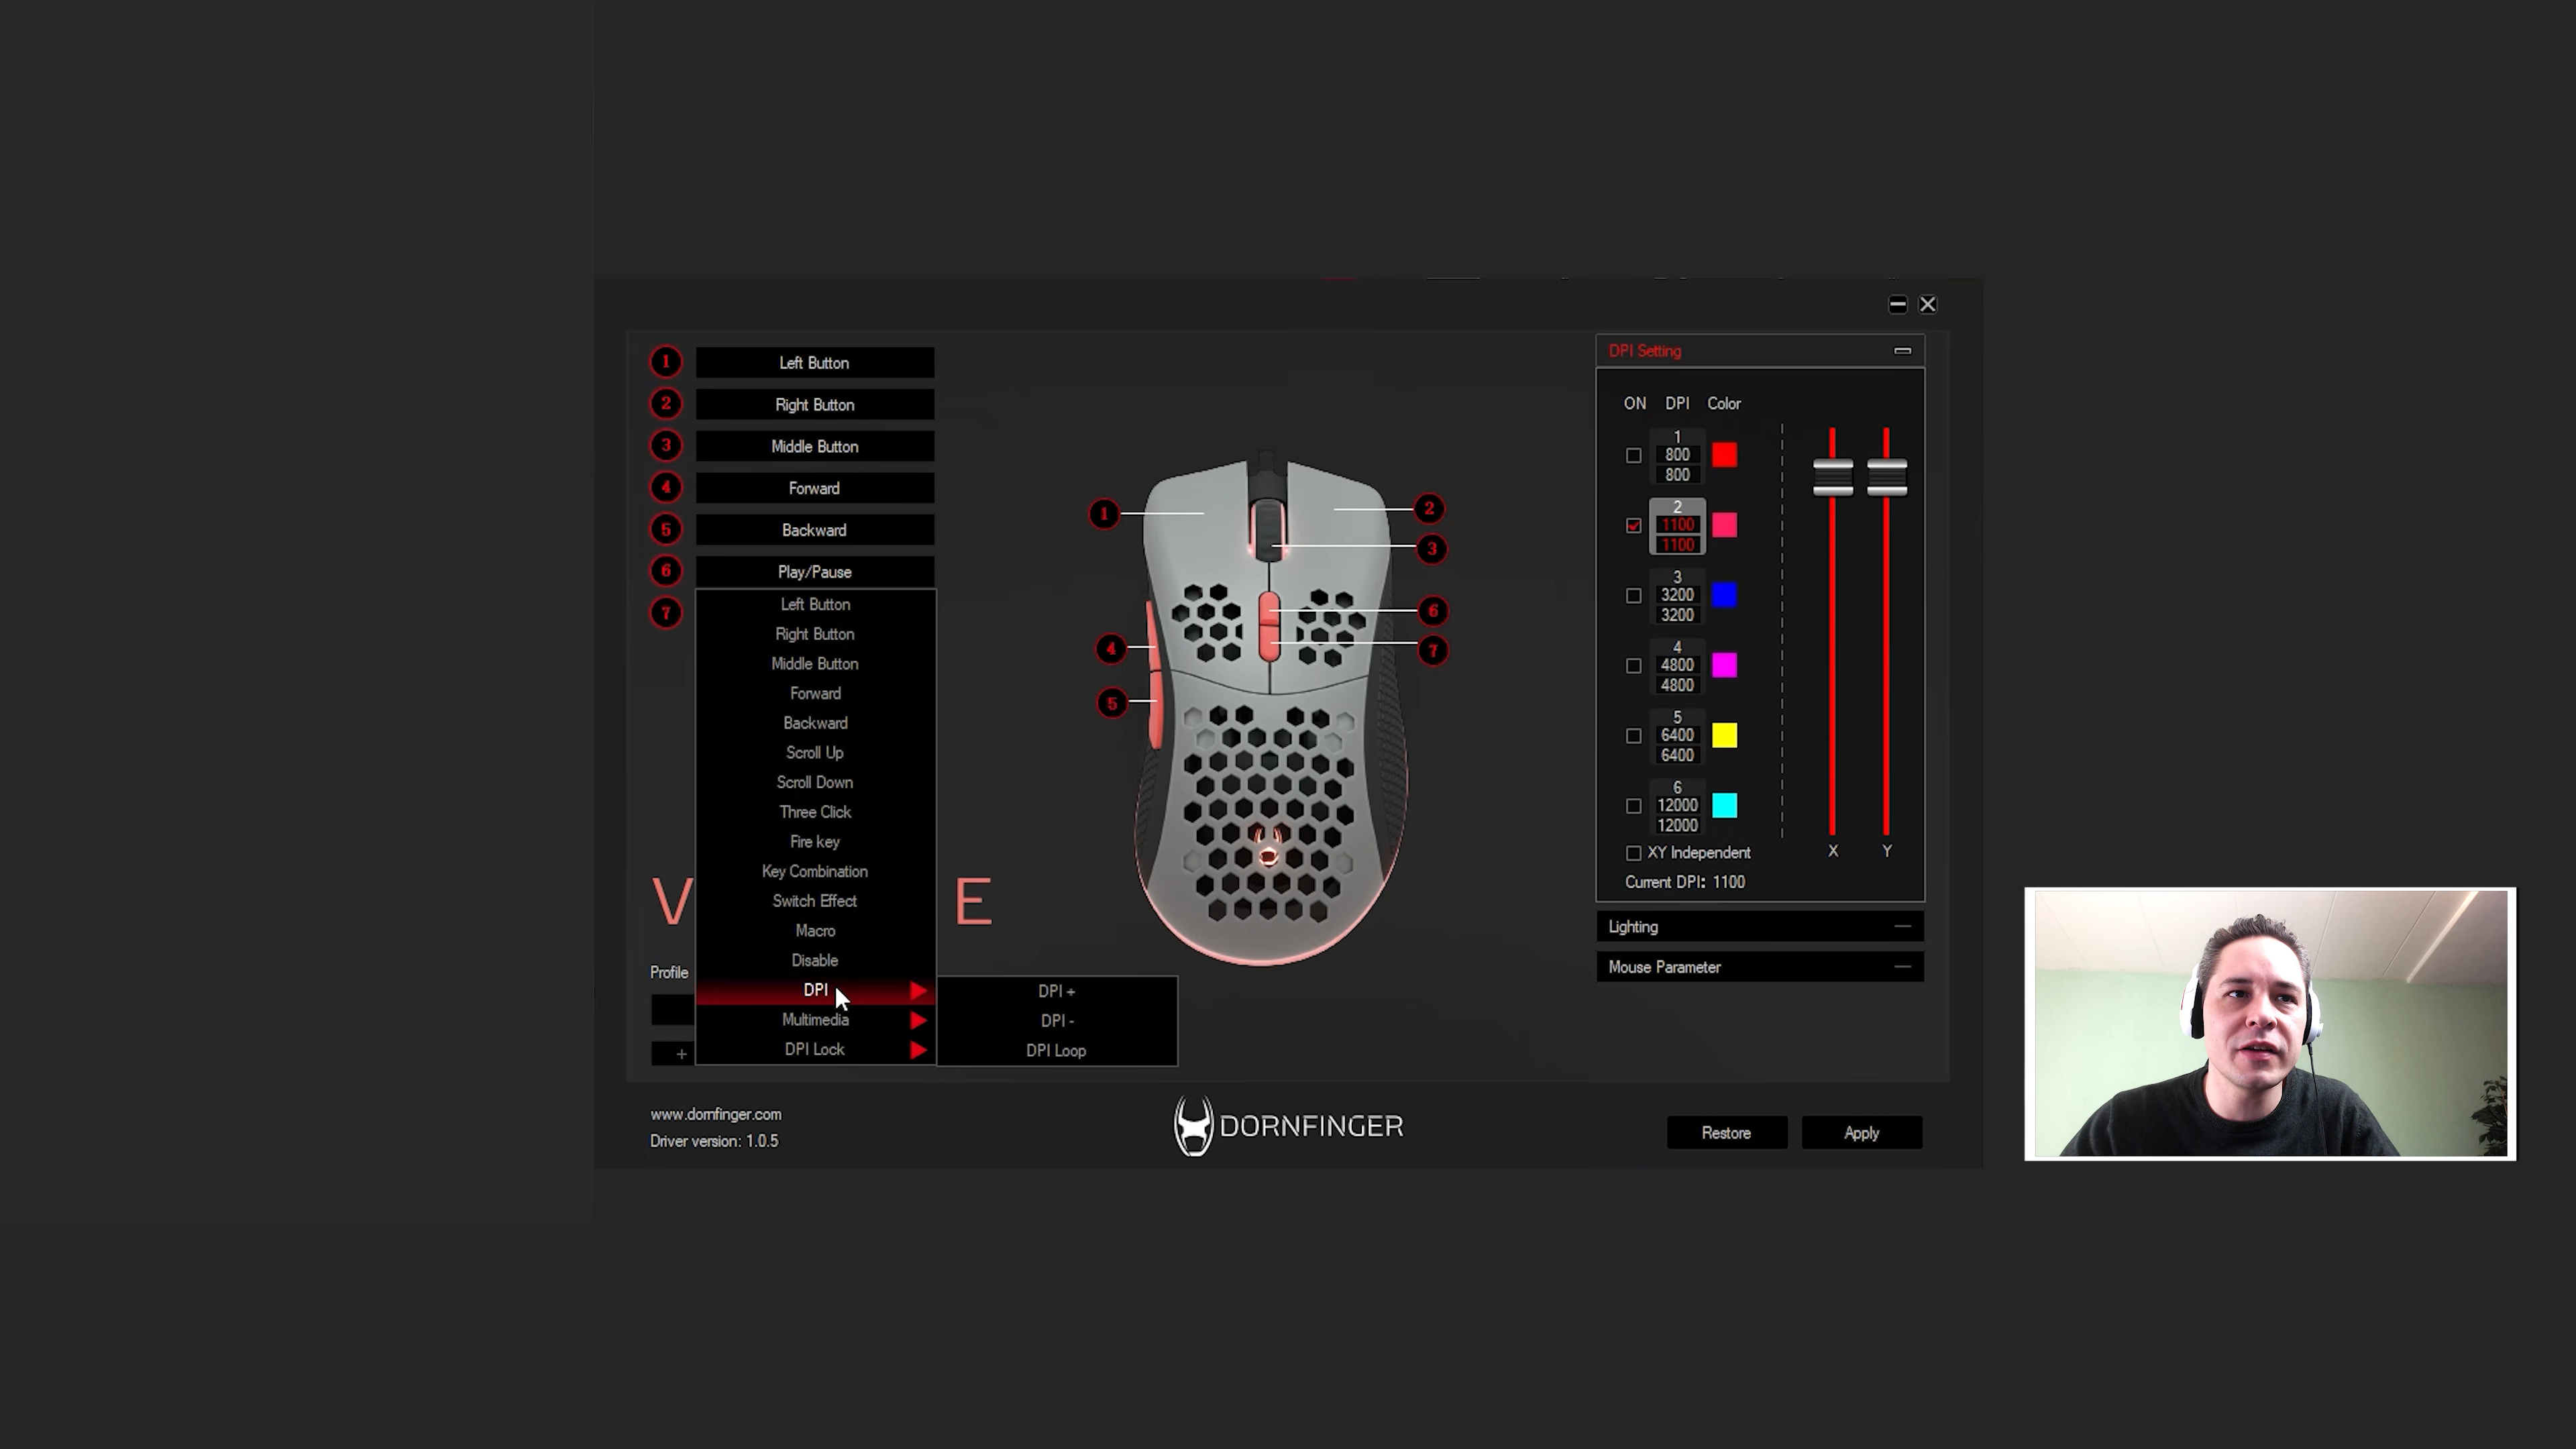 1 Left Button
2 Right Button
3 Middle Button
4 Forward
5 Backward
6 Play/Pause
7
Left Button
Right Button
Middle Button
Forward
Backward
Scroll Up
Scroll Down
Three Click
Fire key
Key Combination
Switch Effect
Macro
Disable
DPI
Multimedia
DPI Lock
DPI +
DPI -
DPI Loop
V
E
Profile
+
1
2
3
4
5
6
7
DPI Setting
ON DPI Color
1
800
800
2
1100
1100
3
3200
3200
4
4800
4800
5
6400
6400
6
12000
12000
XY Independent
Current DPI: 1100
X Y
Lighting
Mouse Parameter
www.dornfinger.com
Driver version: 1.0.5
DORNFINGER
Restore
Apply